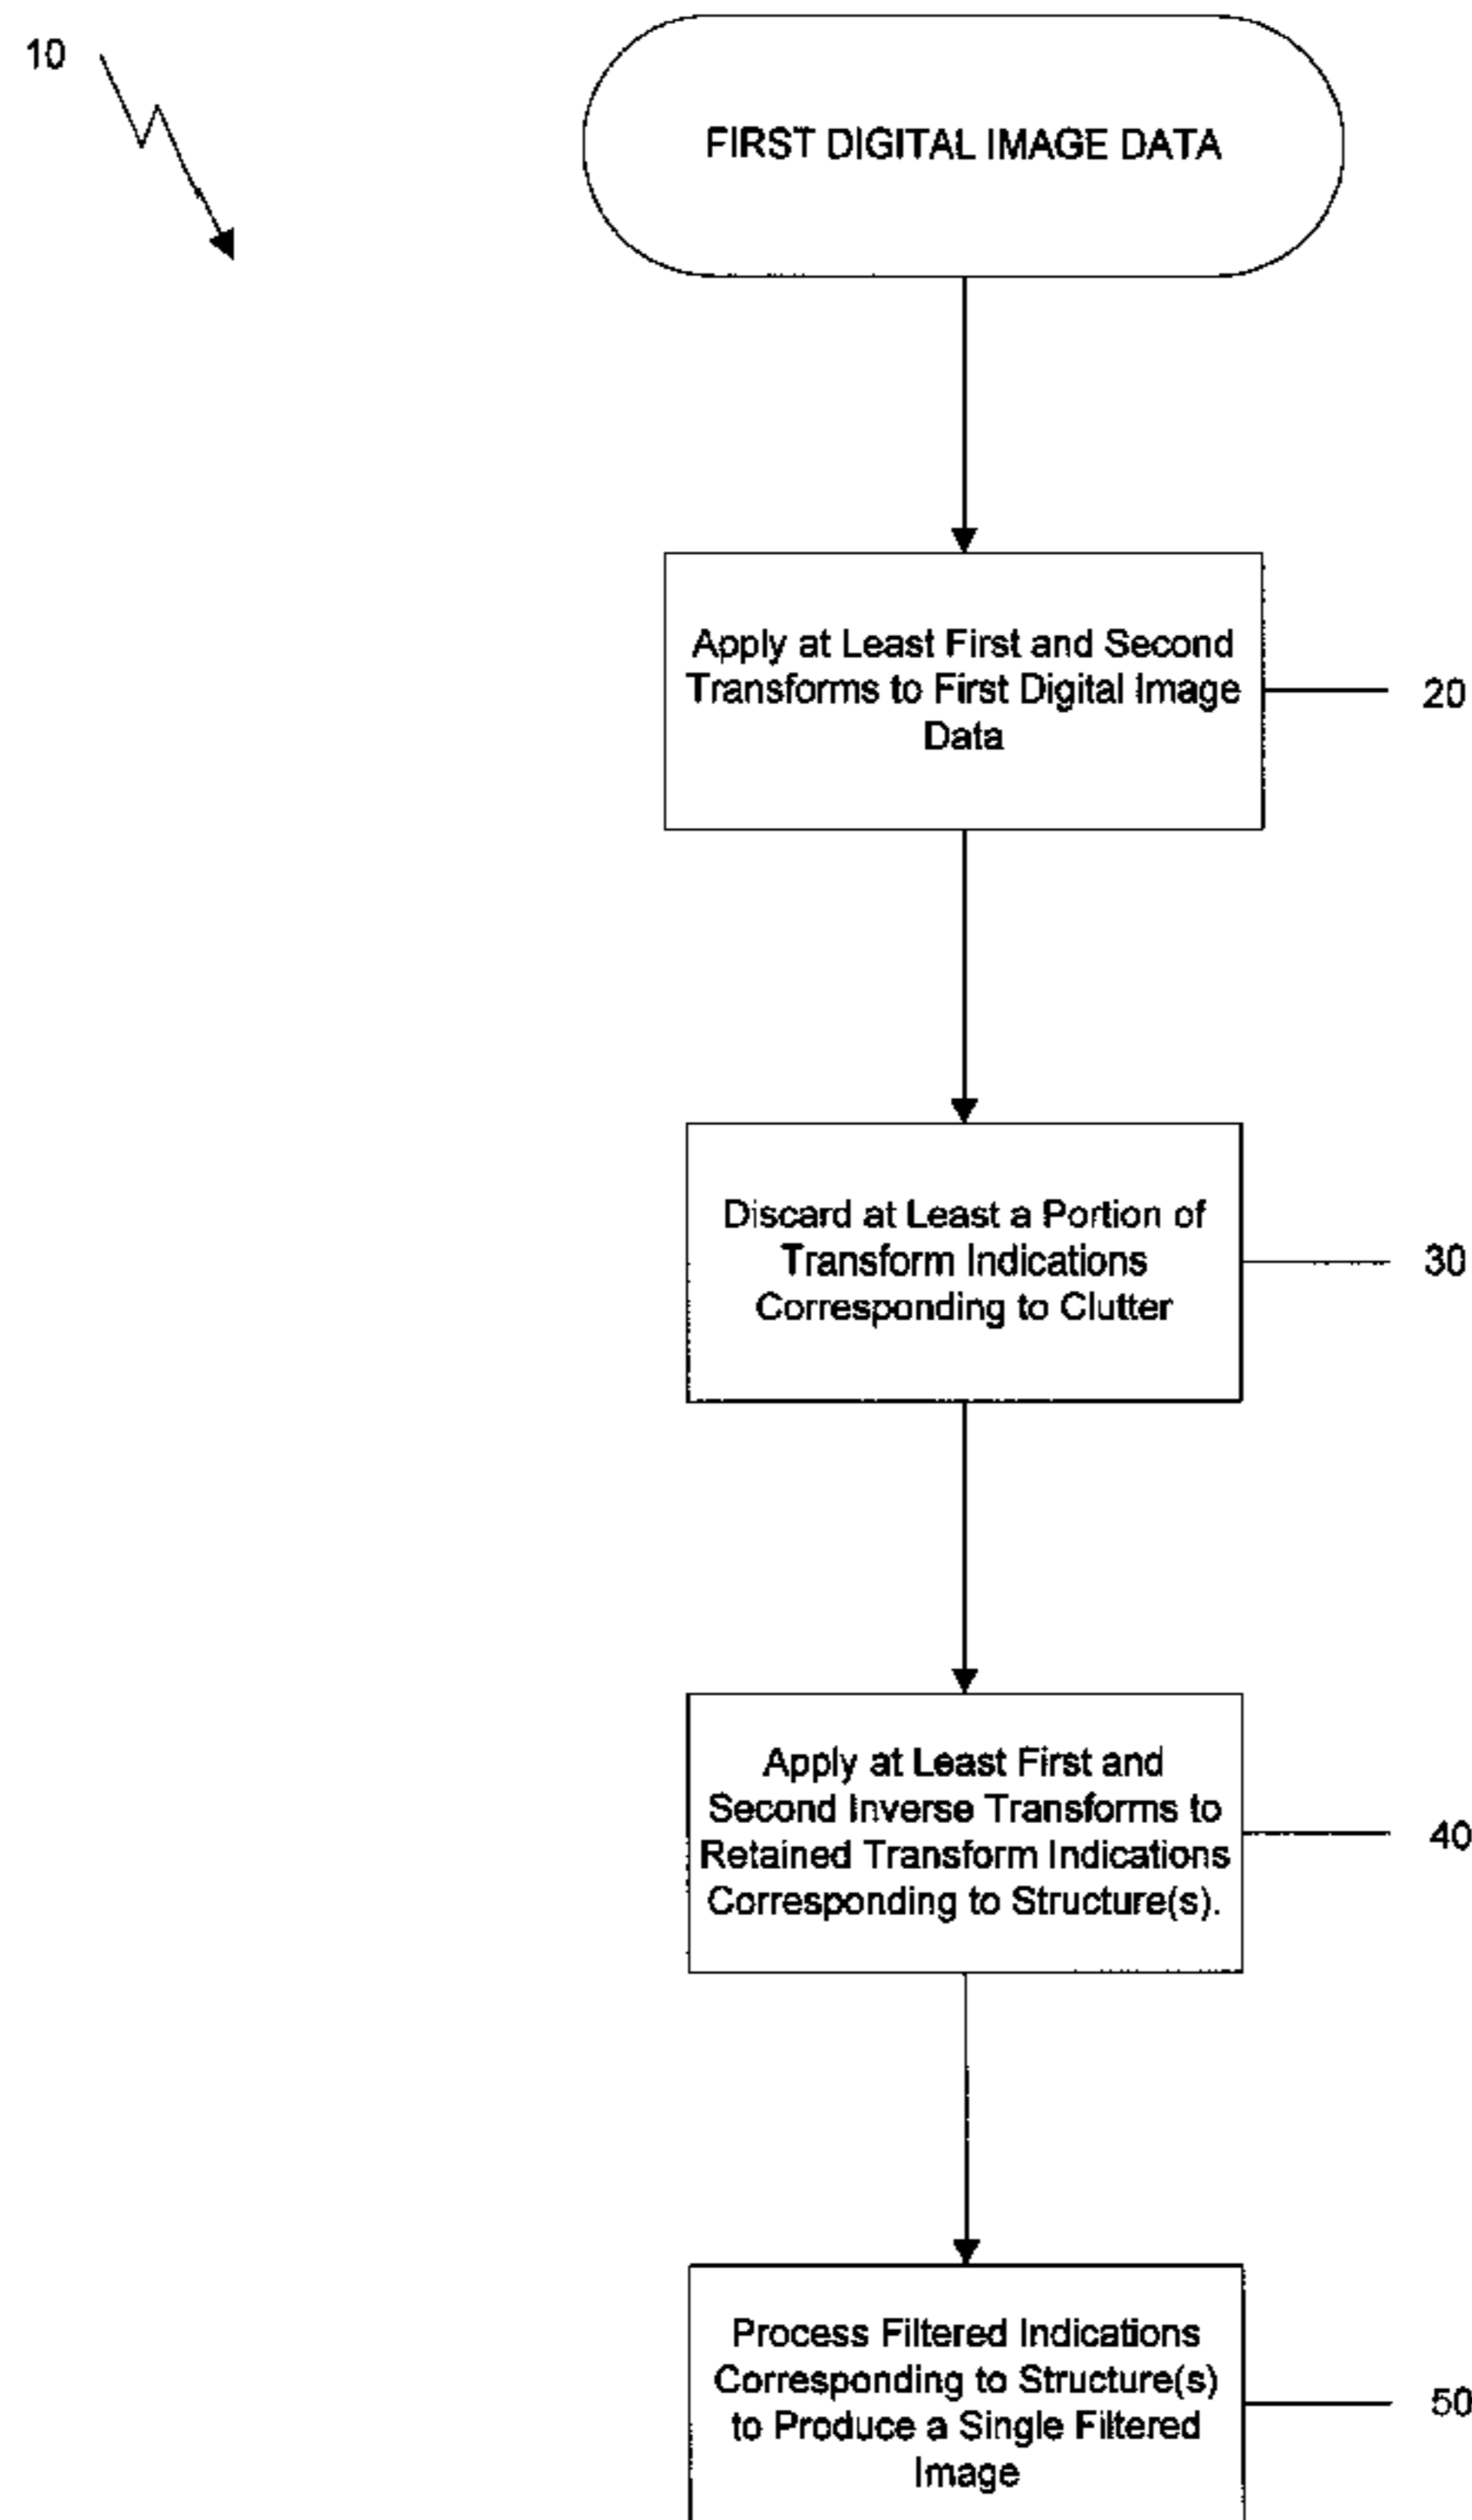 10
FIRST DIGITAL IMAGE DATA
Apply at Least First and Second
Transforms to First Digital Image
Data
20
Discard at Least a Portion of
Transform Indications
Corresponding to Clutter
30
Apply at Least First and
Second Inverse Transforms to
Retained Transform Indications
Corresponding to Structure(s).
40
Process Filtered Indications
Corresponding to Structure(s)
to Produce a Single Filtered
Image
50